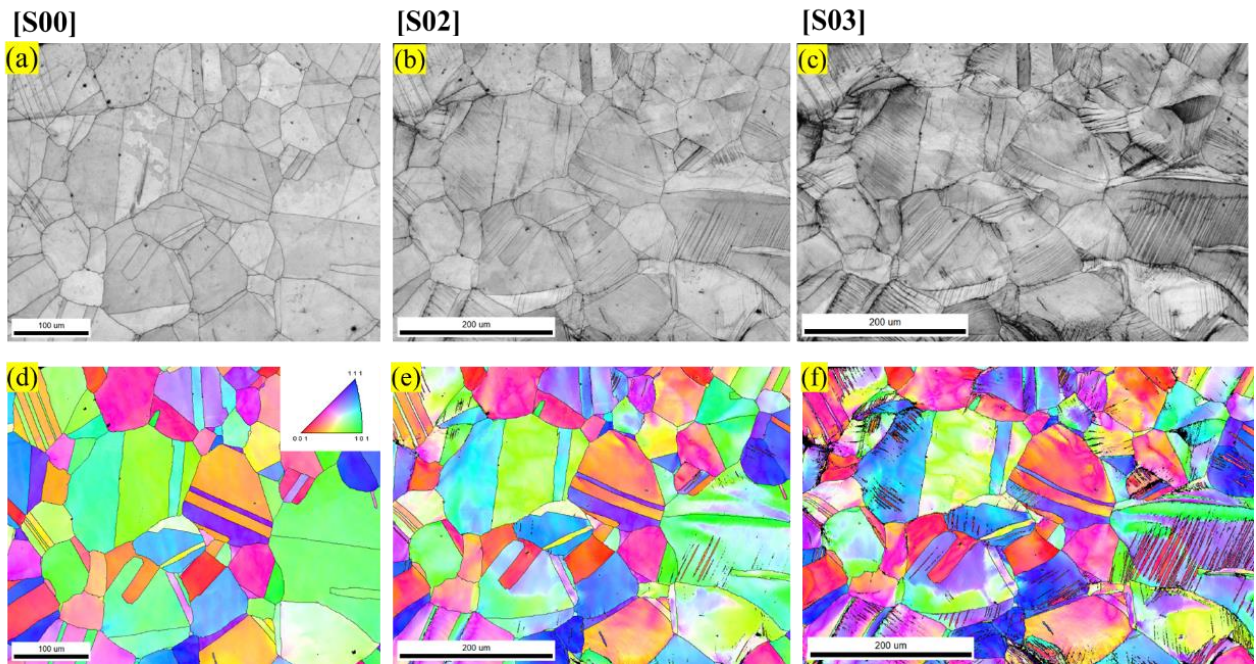 [S00] [S02] [S03]
(a) (b) (c)
100 um 200 um 200 um
(d) (e) (f)
1 1 1
0 0 1 1 0 1
100 um 200 um 200 um